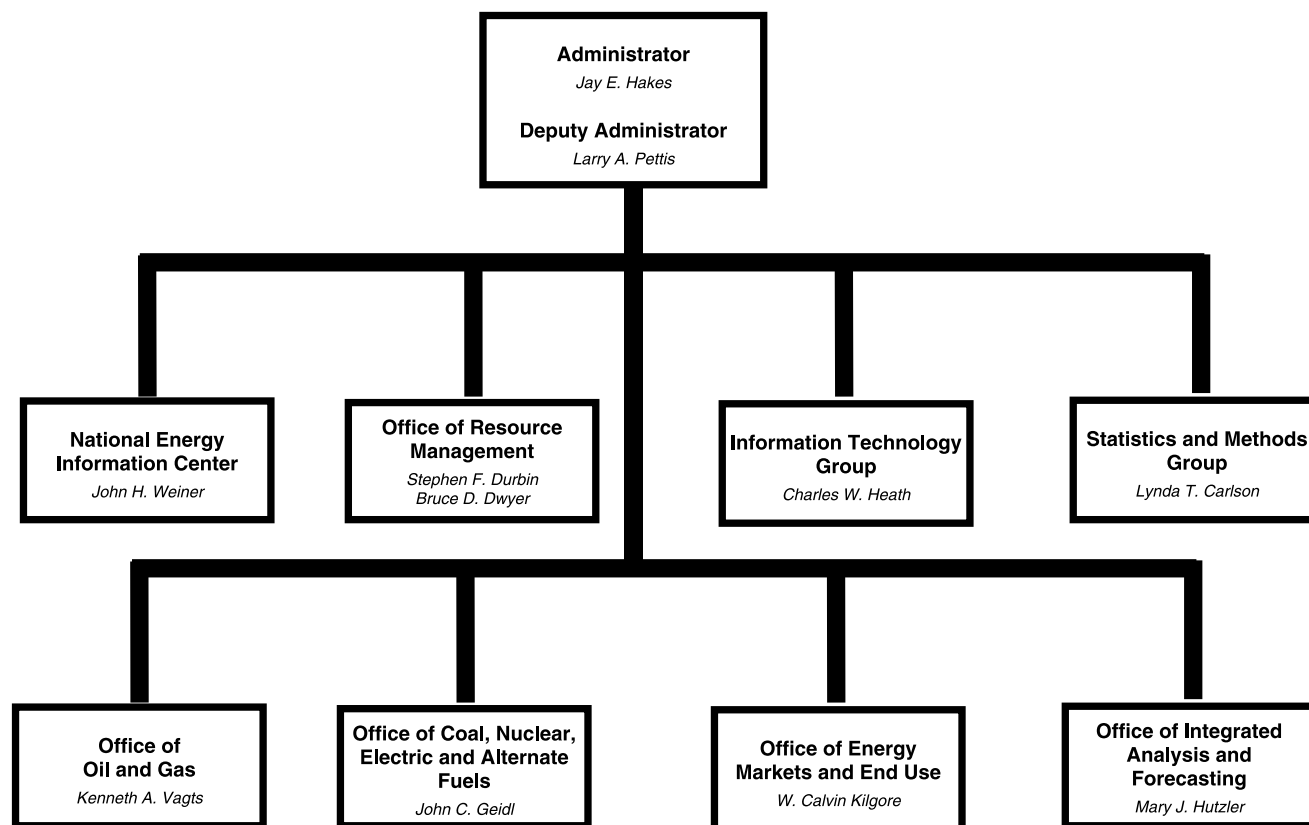 Administrator
Jay E. Hakes
Deputy Administrator
Larry A. Pettis
National Energy
Information Center
John H. Weiner
Office of Resource
Management
Stephen F. Durbin
Bruce D. Dwyer
Information Technology
Group
Charles W. Heath
Statistics and Methods
Group
Lynda T. Carlson
Office of
Oil and Gas
Kenneth A. Vagts
Office of Coal, Nuclear,
Electric and Alternate
Fuels
John C. Geidl
Office of Energy
Markets and End Use
W. Calvin Kilgore
Office of Integrated
Analysis and
Forecasting
Mary J. Hutzler